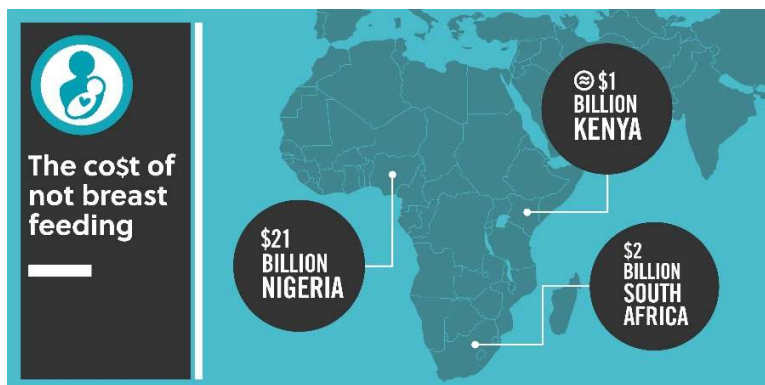 The co$t of
not breast
feeding
$21
BILLION
NIGERIA
≈ $1
BILLION
KENYA
$2
BILLION
SOUTH
AFRICA